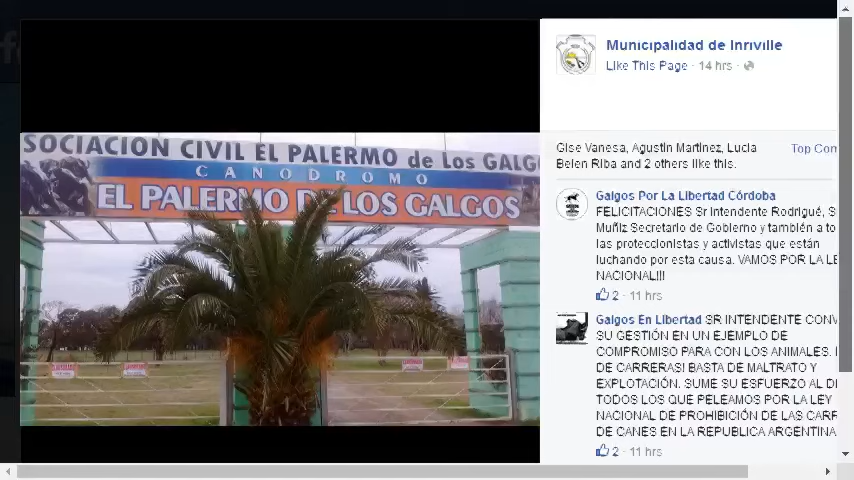 SOCIACION CIVIL EL PALERMO de Los GALGO
CANODROMO
EL PALERMO DE LOS GALGOS
Municipalidad de Inriville
Like This Page · 14 hrs ·
Gise Vanesa, Agustin Martinez, Lucia
Belen Riba and 2 others like this.
Top Com
Galgos Por La Libertad Córdoba
FELICITACIONES Sr Intendente Rodrigué, S
Muñiz Secretario de Gobierno y también a to
las proteccionistas y activistas que están
luchando por esta causa. VAMOS POR LA LE
NACIONAL!!!
2 · 11 hrs
Galgos En Libertad SR INTENDENTE CONV
SU GESTIÓN EN UN EJEMPLO DE
COMPROMISO PARA CON LOS ANIMALES.
DE CARRERAS! BASTA DE MALTRATO Y
EXPLOTACIÓN. SUME SU ESFUERZO AL D
TODOS LOS QUE PELEAMOS POR LA LEY
NACIONAL DE PROHIBICIÓN DE LAS CARR
DE CANES EN LA REPUBLICA ARGENTINA
2 · 11 hrs